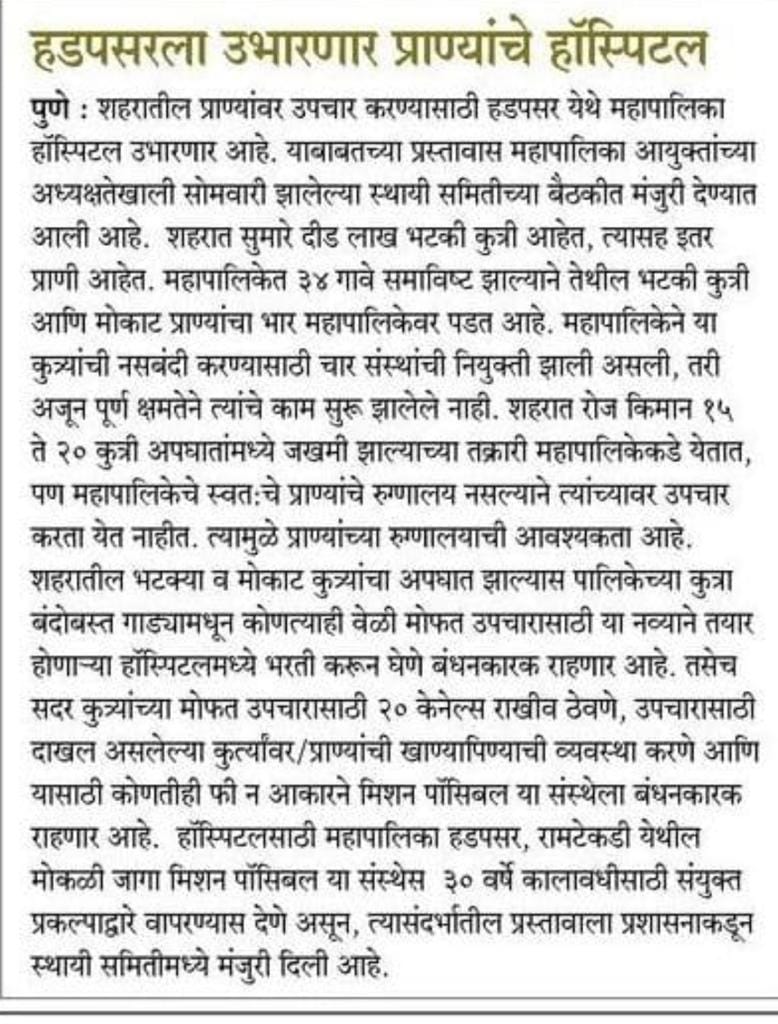 हडपसरला उभारणार प्राण्यांचे हॉस्पिटल
पुणे : शहरातील प्राण्यांवर उपचार करण्यासाठी हडपसर येथे महापालिका
हॉस्पिटल उभारणार आहे. याबाबतच्या प्रस्तावास महापालिका आयुक्तांच्या
अध्यक्षतेखाली सोमवारी झालेल्या स्थायी समितीच्या बैठकीत मंजुरी देण्यात
आली आहे. शहरात सुमारे दीड लाख भटकी कुत्री आहेत, त्यासह इतर
प्राणी आहेत. महापालिकेत ३४ गावे समाविष्ट झाल्याने तेथील भटकी कुत्री
आणि मोकाट प्राण्यांचा भार महापालिकेवर पडत आहे. महापालिकेने या
कुत्र्यांची नसबंदी करण्यासाठी चार संस्थांची नियुक्ती झाली असली, तरी
अजून पूर्ण क्षमतेने त्यांचे काम सुरू झालेले नाही. शहरात रोज किमान १५
ते २० कुत्री अपघातांमध्ये जखमी झाल्याच्या तक्रारी महापालिकेकडे येतात,
पण महापालिकेचे स्वत:चे प्राण्यांचे रुग्णालय नसल्याने त्यांच्यावर उपचार
करता येत नाहीत. त्यामुळे प्राण्यांच्या रुग्णालयाची आवश्यकता आहे.
शहरातील भटक्या व मोकाट कुत्र्यांचा अपघात झाल्यास पालिकेच्या कुत्रा
बंदोबस्त गाड्यामधून कोणत्याही वेळी मोफत उपचारासाठी या नव्याने तयार
होणाऱ्या हॉस्पिटलमध्ये भरती करून घेणे बंधनकारक राहणार आहे. तसेच
सदर कुत्र्यांच्या मोफत उपचारासाठी २० केनेल्स राखीव ठेवणे, उपचारासाठी
दाखल असलेल्या कुर्त्यांवर/प्राण्यांची खाण्यापिण्याची व्यवस्था करणे आणि
यासाठी कोणतीही फी न आकारने मिशन पॉसिबल या संस्थेला बंधनकारक
राहणार आहे. हॉस्पिटलसाठी महापालिका हडपसर, रामटेकडी येथील
मोकळी जागा मिशन पॉसिबल या संस्थेस ३० वर्षे कालावधीसाठी संयुक्त
प्रकल्पाद्वारे वापरण्यास देणे असून, त्यासंदर्भातील प्रस्तावाला प्रशासनाकडून
स्थायी समितीमध्ये मंजुरी दिली आहे.